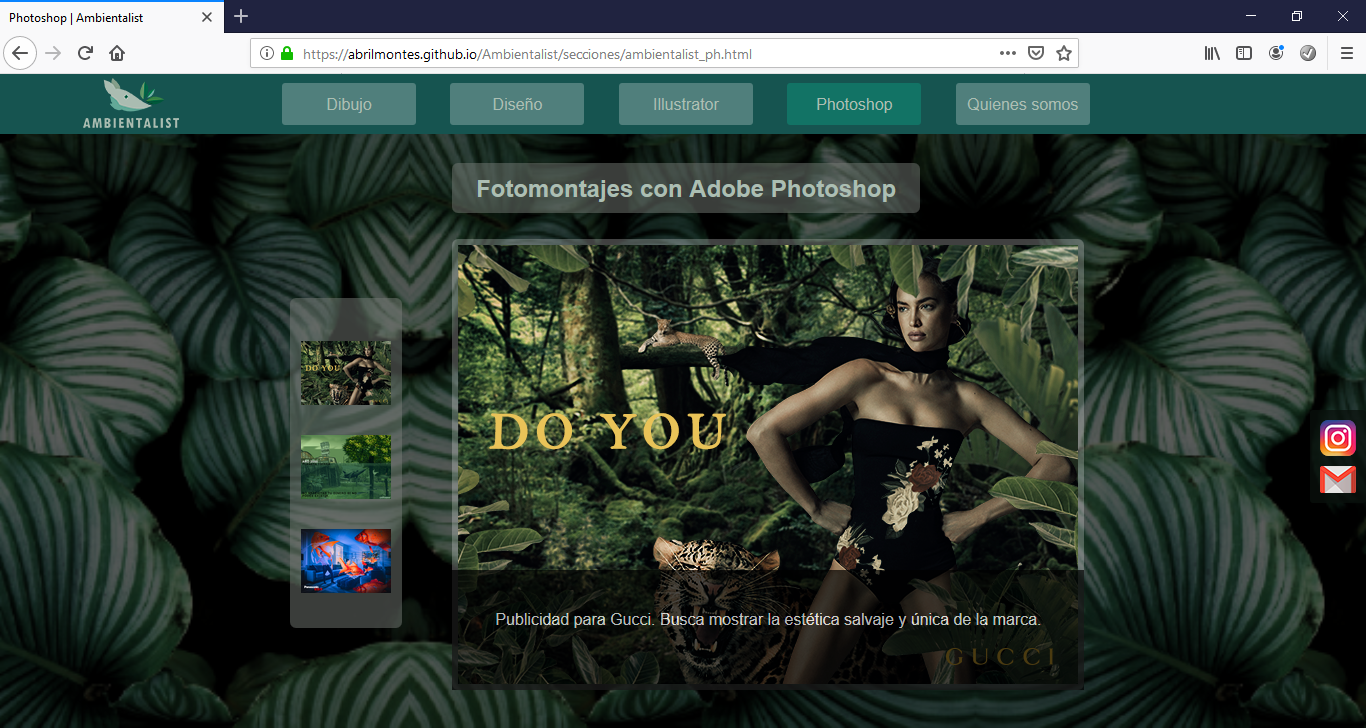 Photoshop | Ambientalist
https://abrilmontes.github.io/Ambientalist/secciones/ambientalist_ph.html
AMBIENTALIST
Dibujo
Diseño
Illustrator
Photoshop
Quienes somos
Fotomontajes con Adobe Photoshop
DO YOU
DO YOU
Publicidad para Gucci. Busca mostrar la estética salvaje y única de la marca.
GUCCI